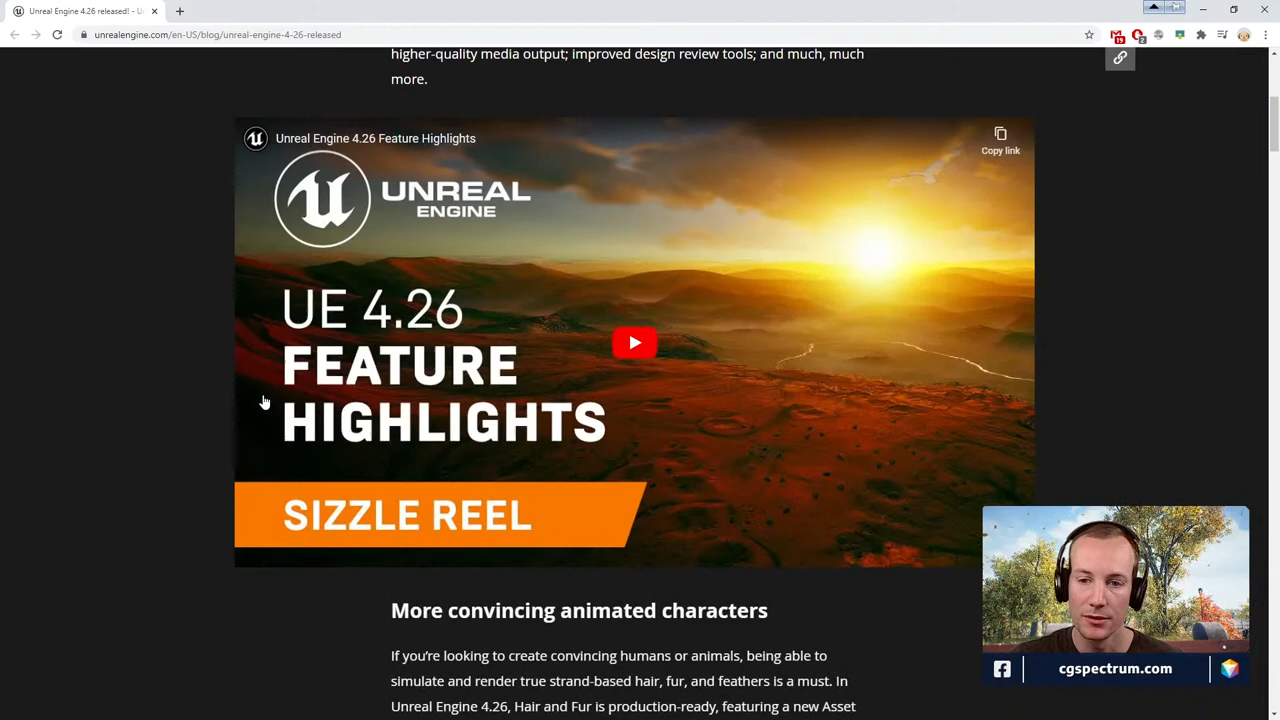 Unreal Engine 4.26 released! - U
unrealengine.com/en-US/blog/unreal-engine-4-26-released
19
2
higher-quality media output; improved design review tools; and much, much
more.
Unreal Engine 4.26 Feature Highlights
Copy link
UNREAL
ENGINE
UE 4.26
FEATURE
HIGHLIGHTS
SIZZLE REEL
More convincing animated characters
If you're looking to create convincing humans or animals, being able to
simulate and render true strand-based hair, fur, and feathers is a must. In
Unreal Engine 4.26, Hair and Fur is production-ready, featuring a new Asset
cgspectrum.com